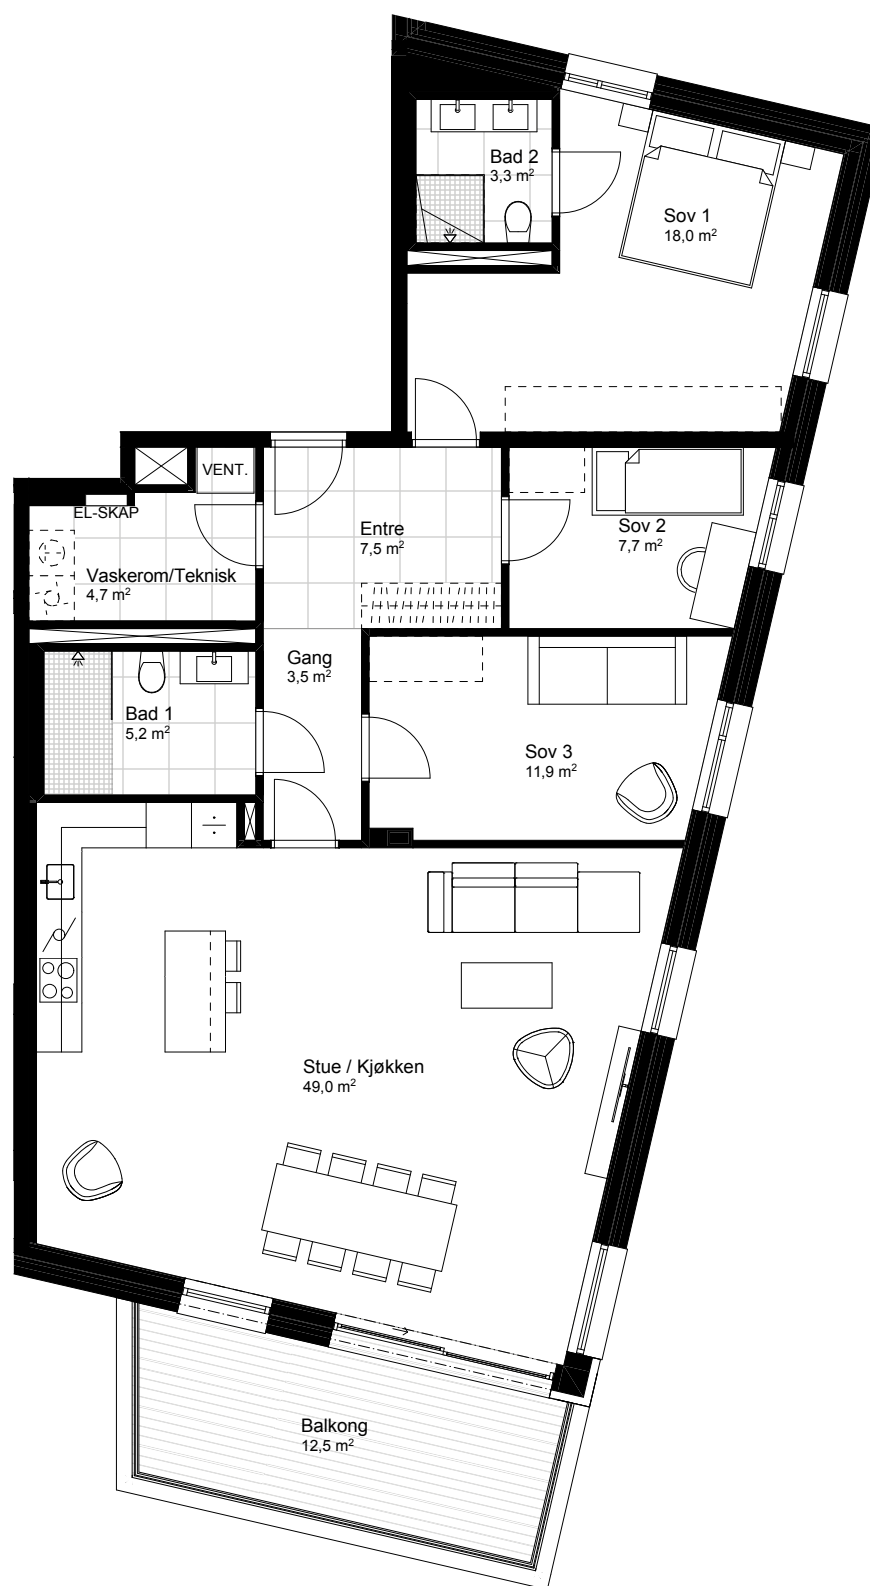 Bad 2
3,3 m²
Sov 1
18,0 m²
VENT.
EL-SKAP
Entre
7,5 m²
Sov 2
7,7 m²
Vaskerom/Teknisk
4,7 m²
Gang
3,5 m²
Bad 1
5,2 m²
Sov 3
11,9 m²
Stue / Kjøkken
49,0 m²
Balkong
12,5 m²